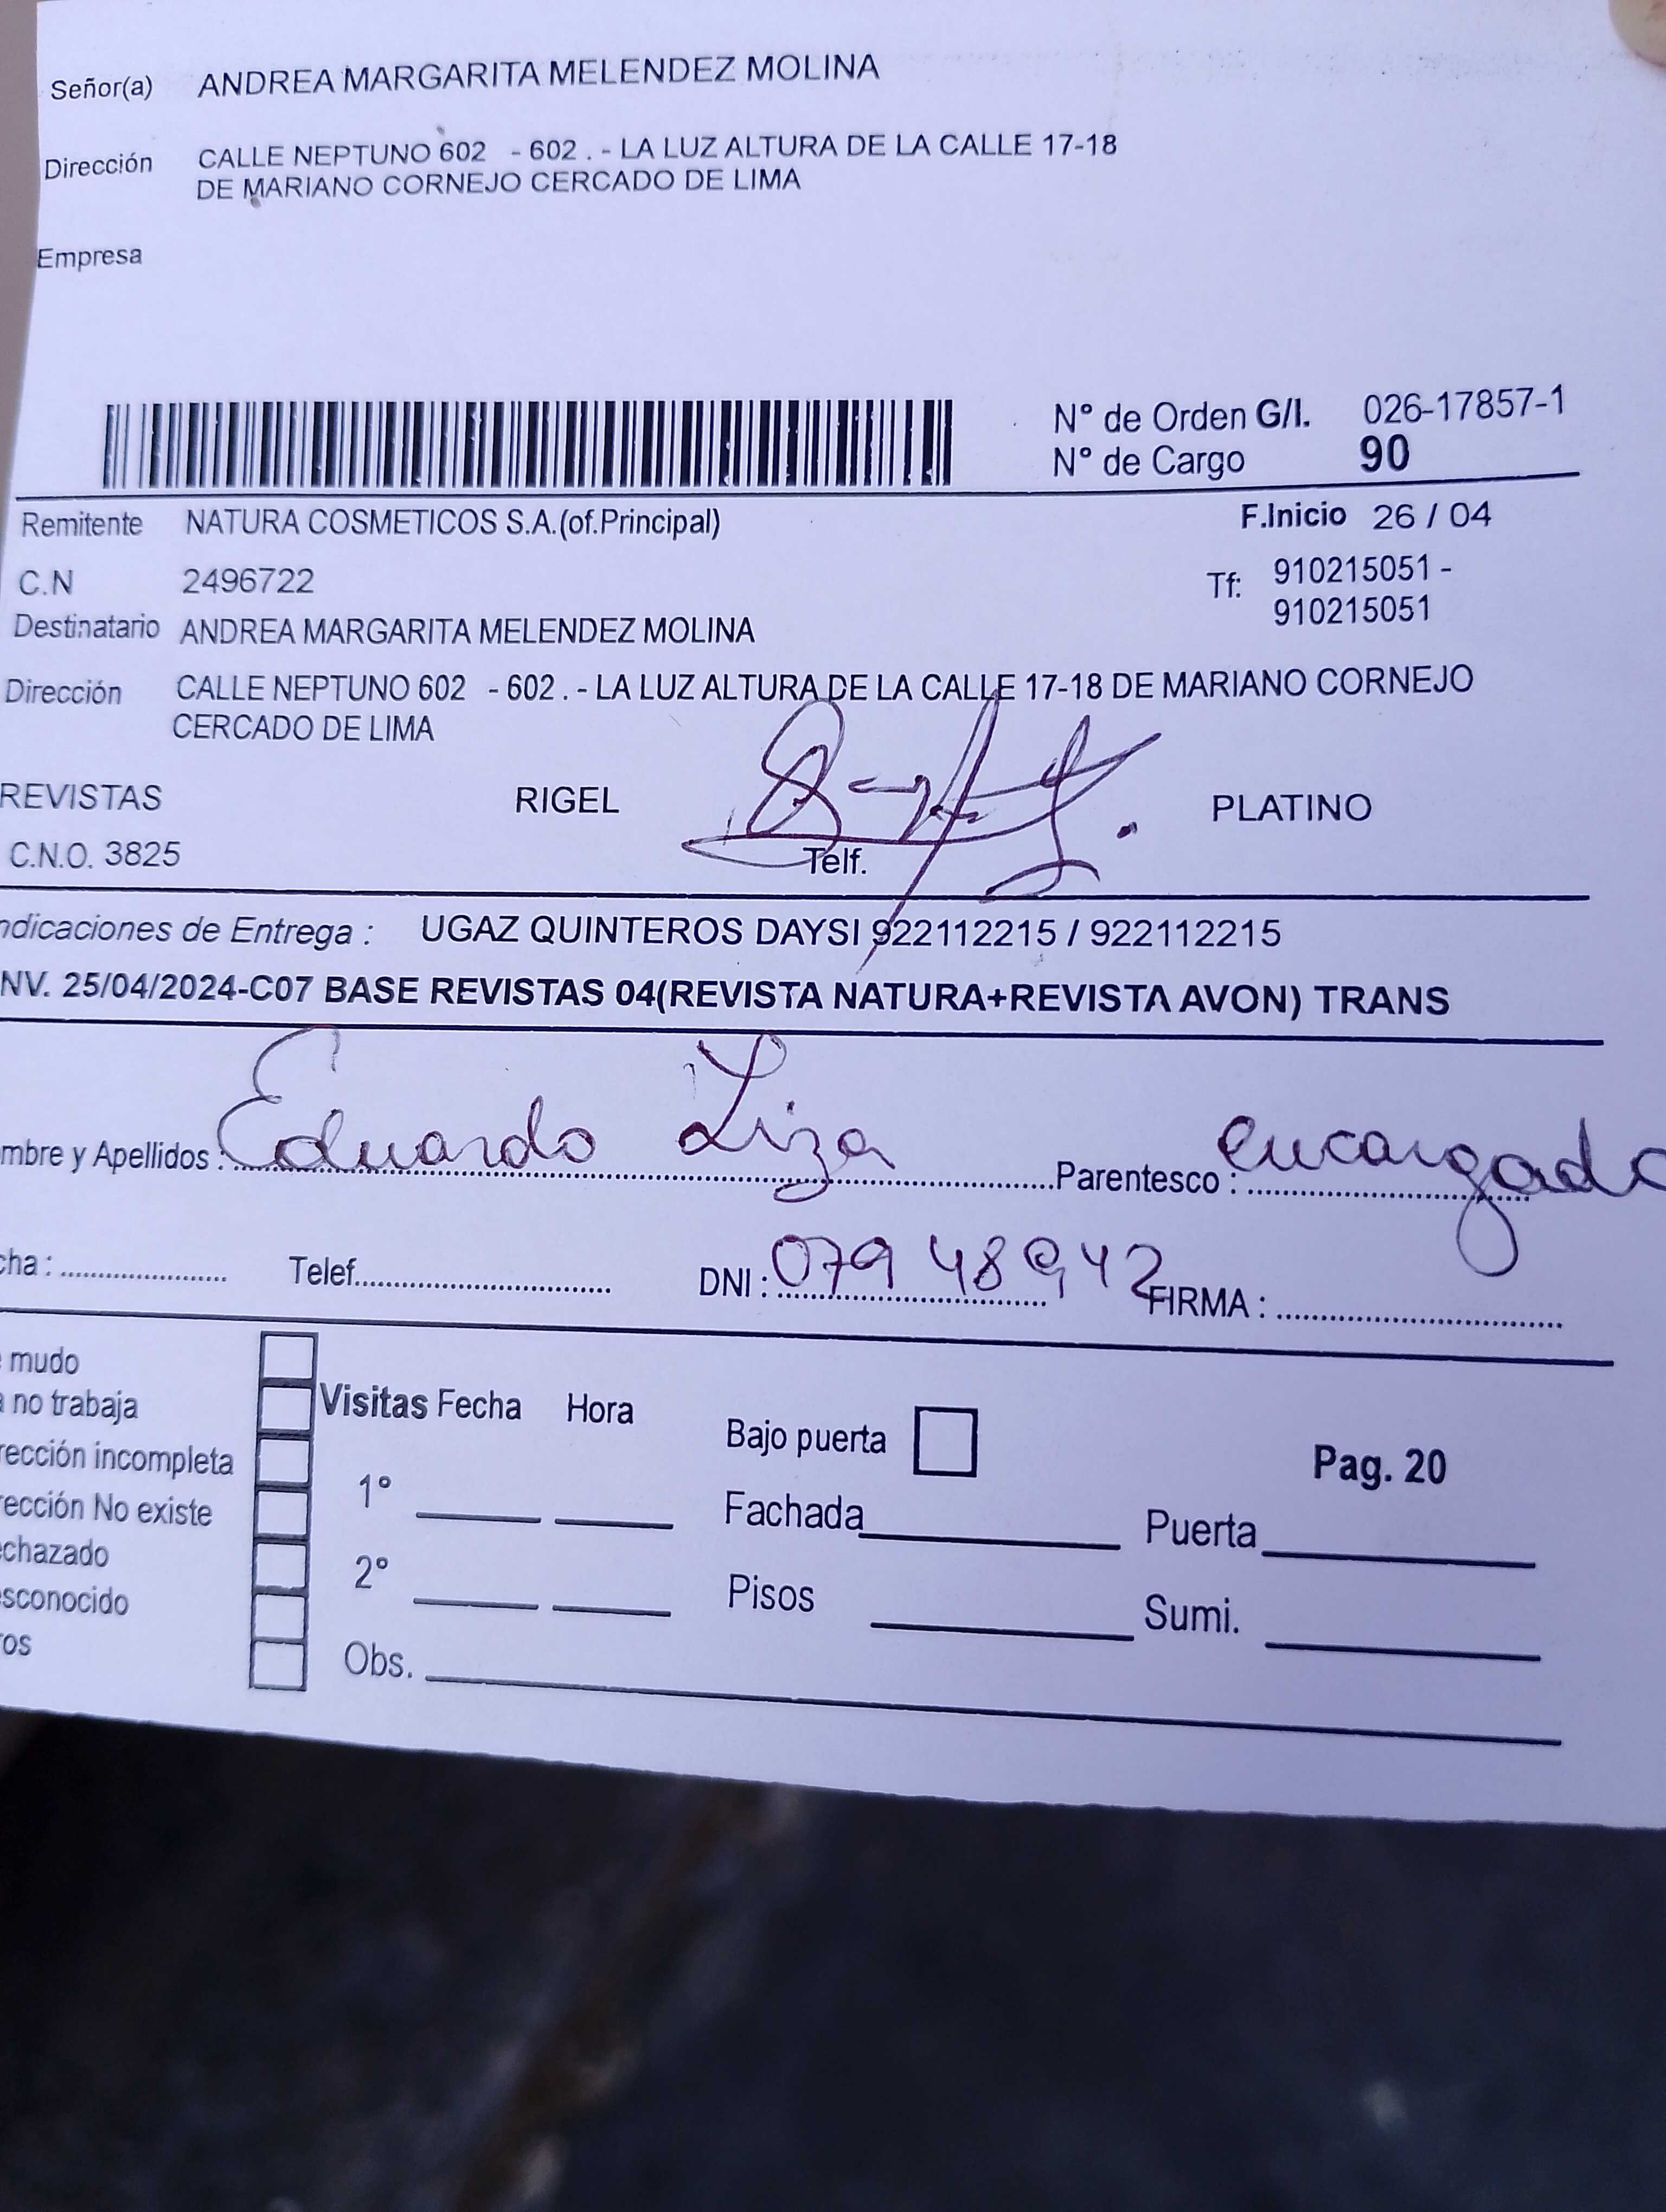 Señor(a) ANDREA MARGARITA MELENDEZ MOLINA
Dirección CALLE NEPTUNO 602 - 602 . - LA LUZ ALTURA DE LA CALLE 17-18
DE MARIANO CORNEJO CERCADO DE LIMA
Empresa
N° de Orden G/I. 026-17857-1
N° de Cargo 90
Remitente NATURA COSMETICOS S.A.(of.Principal) F.Inicio 26 / 04
C.N 2496722 Tf: 910215051 -
910215051
Destinatario ANDREA MARGARITA MELENDEZ MOLINA
Dirección CALLE NEPTUNO 602 - 602 . - LA LUZ ALTURA DE LA CALLE 17-18 DE MARIANO CORNEJO
CERCADO DE LIMA
REVISTAS RIGEL PLATINO
C.N.O. 3825 Telf.
ndicaciones de Entrega : UGAZ QUINTEROS DAYSI 922112215 / 922112215
NV. 25/04/2024-C07 BASE REVISTAS 04(REVISTA NATURA+REVISTA AVON) TRANS
mbre y Apellidos : Eduardo Liza Parentesco : encargado
cha : Telef. DNI : 07948942 FIRMA :
mudo
a no trabaja Visitas Fecha Hora Bajo puerta
rección incompleta Pag. 20
rección No existe 1° Fachada Puerta
echazado
esconocido 2° Pisos Sumi.
ros Obs.